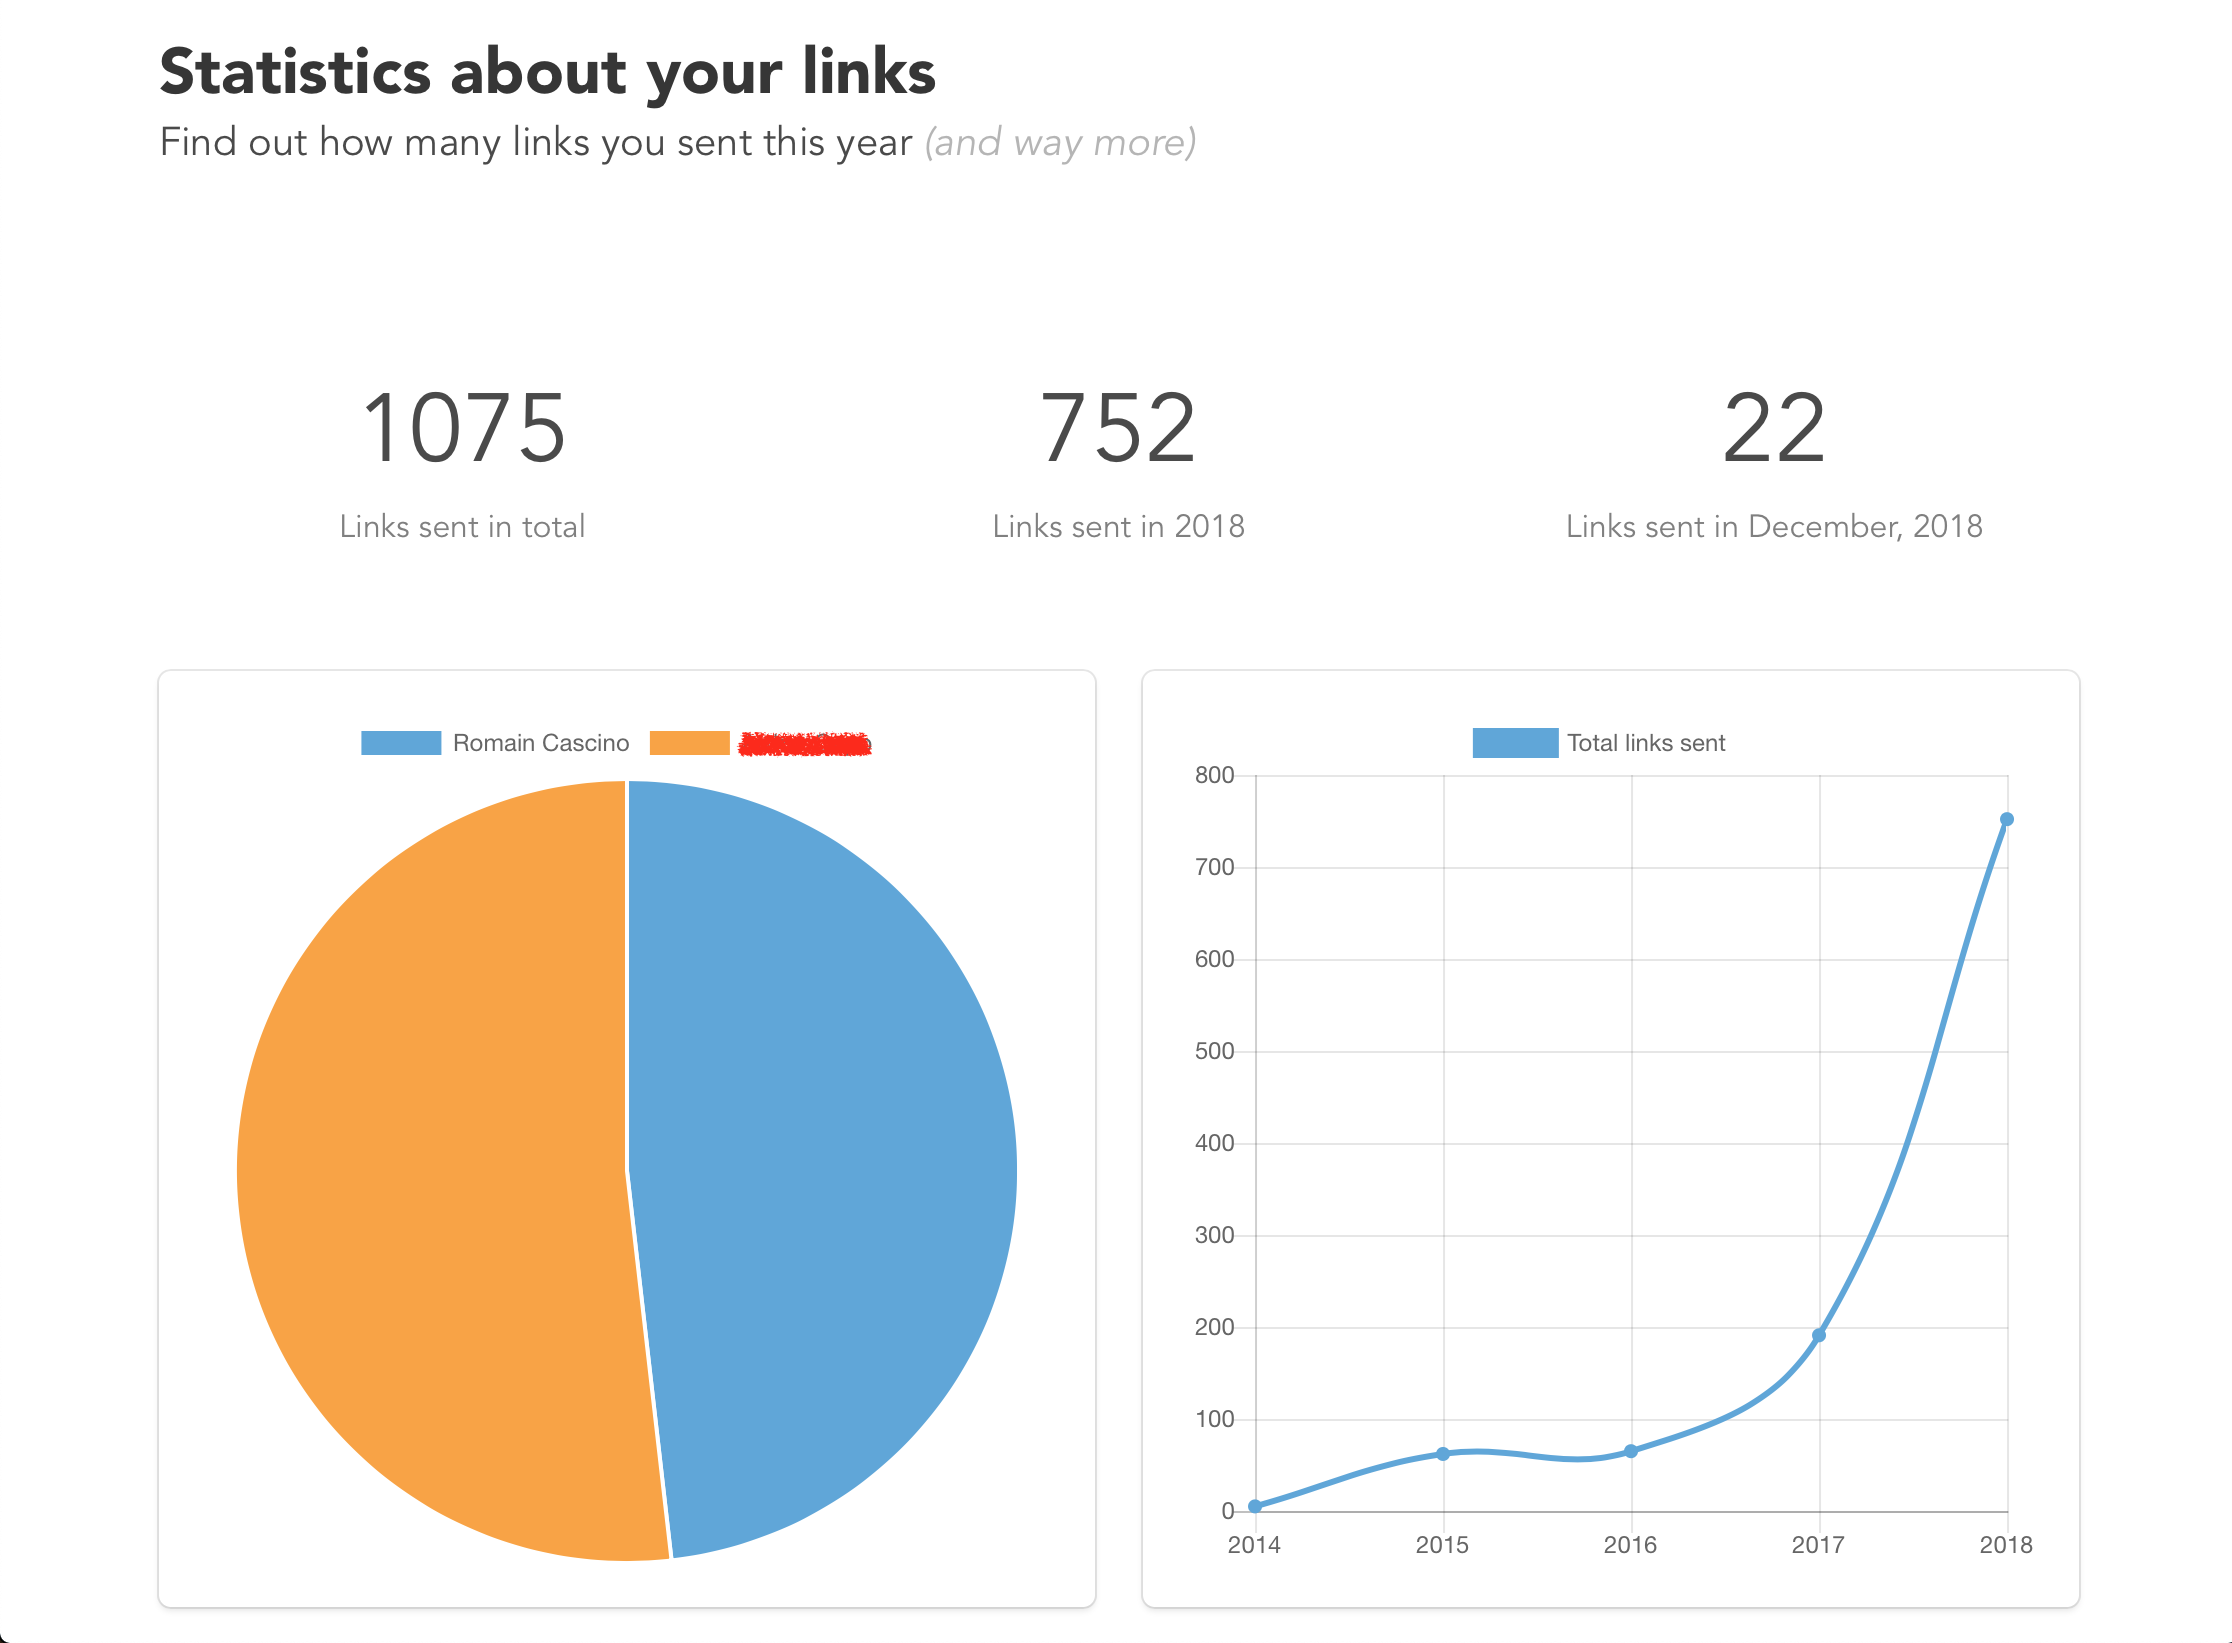 Statistics about your links
Find out how many links you sent this year (and way more)
1075
752
22
Links sent in total
Links sent in 2018
Links sent in December, 2018
Romain Cascino
Total links sent
800
700
600
500
400
300
200
100
0
2014 2015 2016 2017 2018